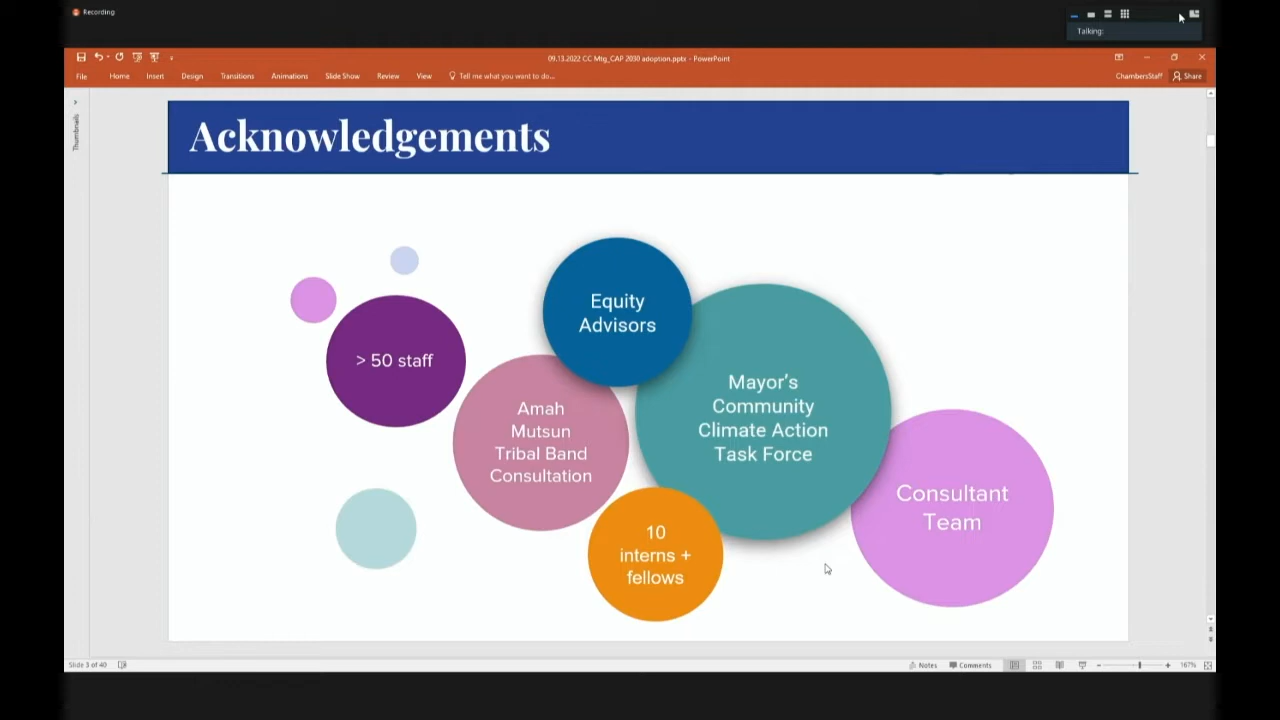 Recording
Talking:
09.13.2022 CC Mtg_CAP 2030 adoption.pptx - PowerPoint
File Home Insert Design Transitions Animations Slide Show Review View Tell me what you want to do... ChambersStaff Share
Thumbnails
Acknowledgements
Equity
Advisors
> 50 staff
Amah
Mutsun
Tribal Band
Consultation
Mayor's
Community
Climate Action
Task Force
10
interns +
fellows
Consultant
Team
Slide 3 of 40 Notes Comments 167%